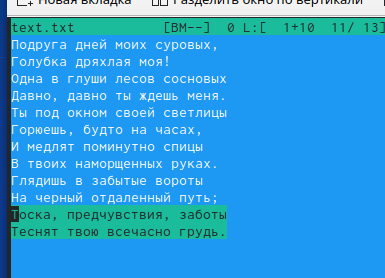 Новая вкладка Разделить окно по вертикали
text.txt [BM--] 0 L:[ 1+10 11/ 13]
Подруга дней моих суровых,
Голубка дряхлая моя!
Одна в глуши лесов сосновых
Давно, давно ты ждешь меня.
Ты под окном своей светлицы
Горюешь, будто на часах,
И медлят поминутно спицы
В твоих наморщенных руках.
Глядишь в забытые вороты
На черный отдаленный путь;
Тоска, предчувствия, заботы
Теснят твою всечасно грудь.